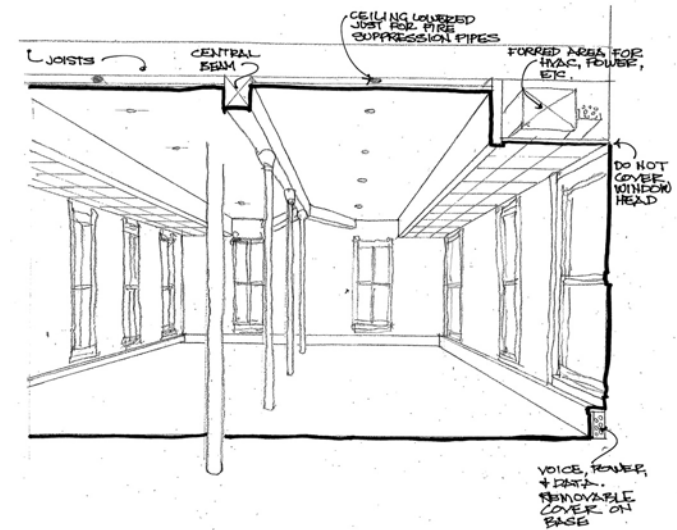 CEILING LOWERED
JUST FOR FIRE
SUPPRESSION PIPES
JOISTS
CENTRAL
BEAM
FURRED AREA FOR
HVAC, POWER,
ETC.
DO NOT
COVER
WINDOW
HEAD
VOICE, POWER,
+ DATA.
REMOVABLE
COVER ON
BASE